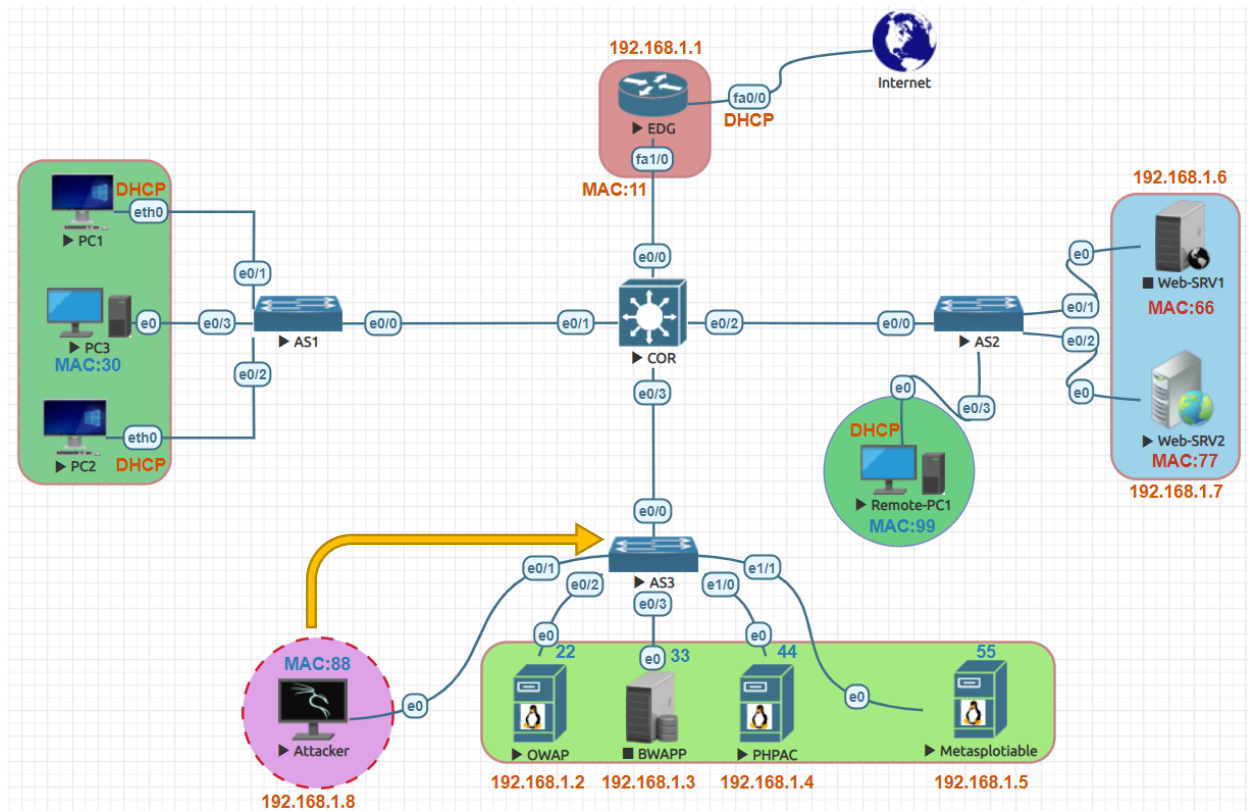 192.168.1.1
Internet
fa0/0
DHCP
EDG
fa1/0
MAC:11
DHCP
eth0
PC1
e0/1
e0
e0/3
PC3
MAC:30
AS1
e0/0
e0/2
eth0
PC2
DHCP
e0/0
e0/1
e0/2
COR
e0/3
192.168.1.6
e0
Web-SRV1
e0/1
MAC:66
e0/0
AS2
e0/2
e0
e0
e0/3
Web-SRV2
MAC:77
192.168.1.7
DHCP
Remote-PC1
MAC:99
e0/0
e0/1
e1/1
AS3
e0/2
e1/0
e0/3
MAC:88
e0
Attacker
192.168.1.8
e0
22
e0
33
e0
44
e0
55
OWAP
BWAPP
PHPAC
Metasplotiable
192.168.1.2
192.168.1.3
192.168.1.4
192.168.1.5